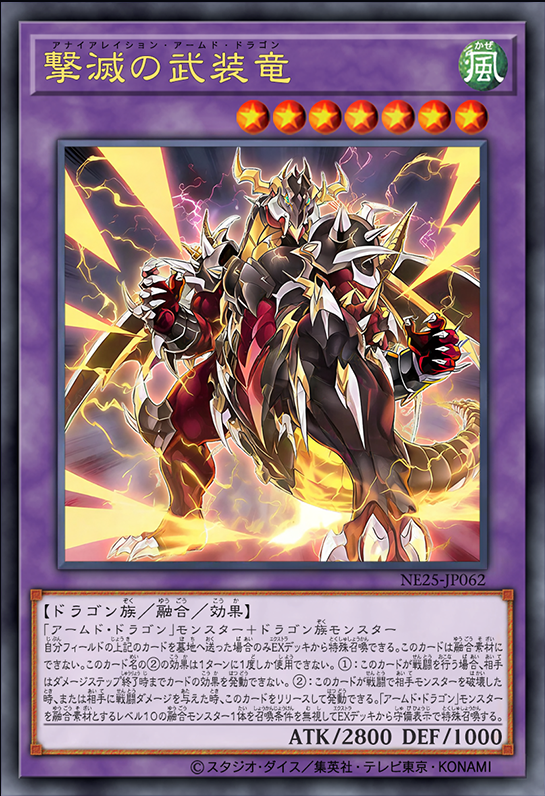 アナイアレイション・アームド・ドラゴン
撃滅の武装竜
かぜ
風
NE25-JP062
【ドラゴン族／融合／効果】
「アームド・ドラゴン」モンスター＋ドラゴン族モンスター
自分フィールドの上記のカードを墓地へ送った場合のみEXデッキから特殊召喚できる。このカードは融合素材に
できない。このカード名の②の効果は1ターンに1度しか使用できない。①：このカードが戦闘を行う場合、相手
はダメージステップ終了時までカードの効果を発動できない。②：このカードが戦闘で相手モンスターを破壊した
時、または相手に戦闘ダメージを与えた時、このカードをリリースして発動できる。「アームド・ドラゴン」モンスター
を融合素材とするレベル10の融合モンスター1体を召喚条件を無視してEXデッキから守備表示で特殊召喚する。
ATK/2800 DEF/1000
©スタジオ・ダイス／集英社・テレビ東京・KONAMI